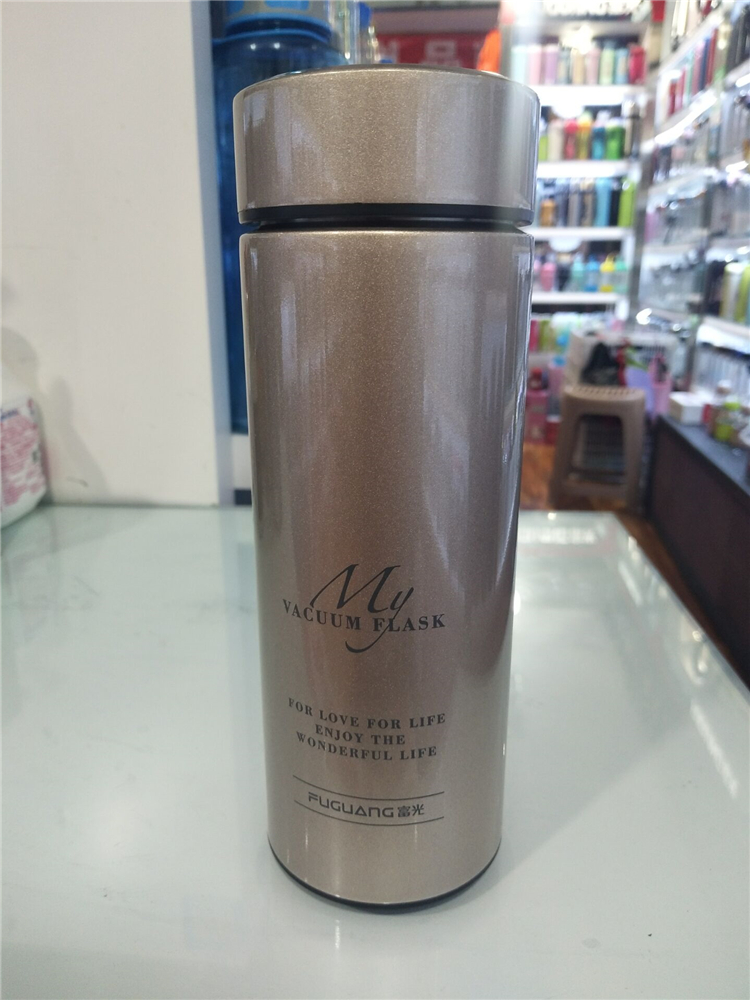 My
VACUUM FLASK
FOR LOVE FOR LIFE
ENJOY THE
WONDERFUL LIFE
FUGUANG富光